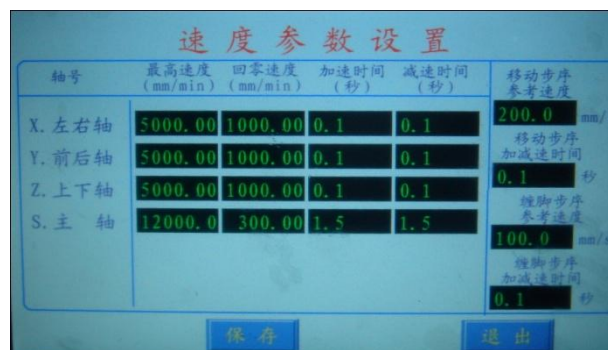 速度参数设置
轴号 最高速度 回零速度 加速时间 减速时间
(mm/min) (mm/min) (秒) (秒)
X.左右轴 5000.00 1000.00 0.1 0.1
Y.前后轴 5000.00 1000.00 0.1 0.1
Z.上下轴 5000.00 1000.00 0.1 0.1
S.主 轴 12000.0 300.00 1.5 1.5
移动步序
参考速度
200.0 mm/
移动步序
加减速时间
0.1 秒
缠脚步序
参考速度
100.0 mm/s
缠脚步序
加减速时间
0.1 秒
保存 退出